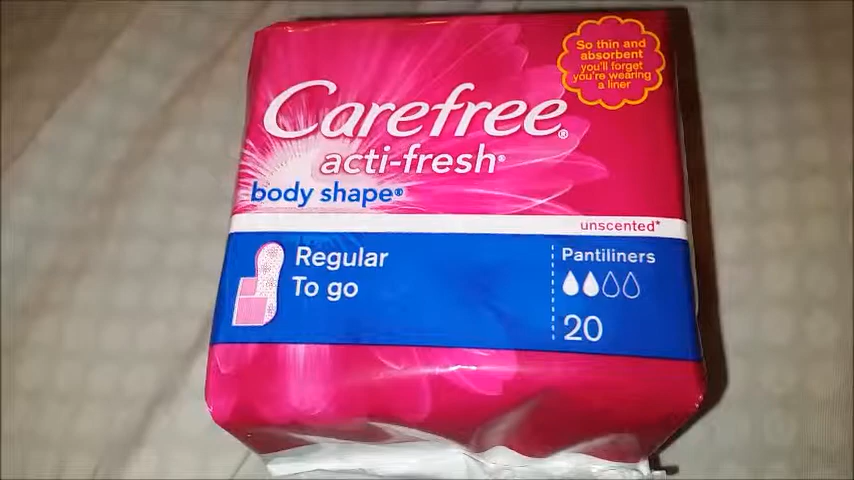 So thin and
absorbent
you'll forget
you're wearing
a liner
Carefree®
acti-fresh®
body shape®
unscented*
Regular
To go
Pantiliners
20